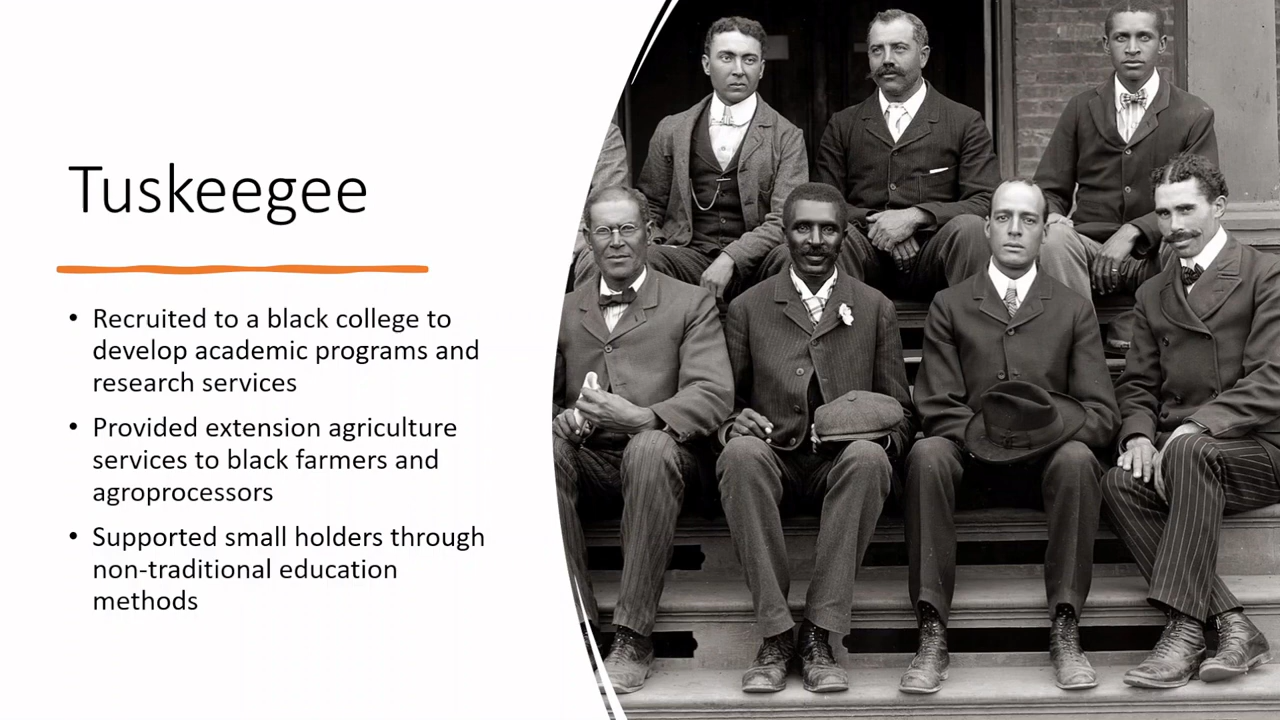 Tuskeegee
• Recruited to a black college to
develop academic programs and
research services
• Provided extension agriculture
services to black farmers and
agroprocessors
• Supported small holders through
non-traditional education
methods